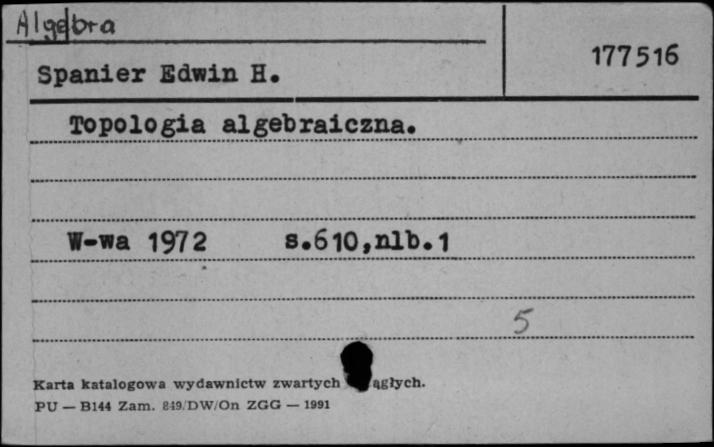 Algebra
177516
Spanier Edwin H.
Topologia algebraiczna.
W-wa 1972 s.610,nlb.1
5
Karta katalogowa wydawnictw zwartych
PU — B144 Zam. 849/DW/On ZGG — 1991